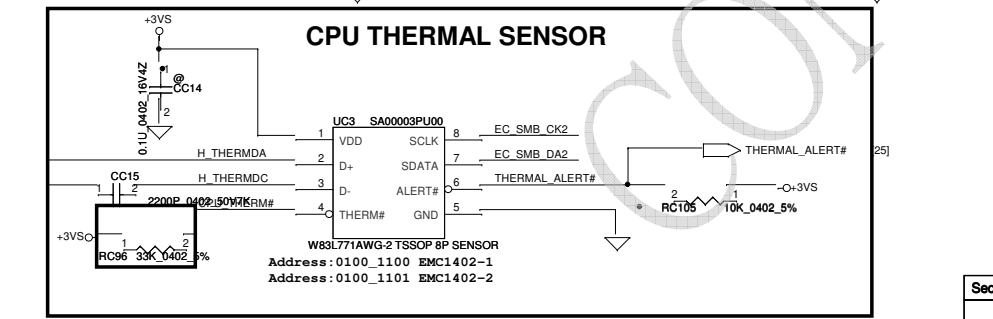 +3VS
CPU THERMAL SENSOR
1
@
CC14
2
0.1U_0402_16V4Z
UC3 SA00003PU00
1 VDD SCLK 8 EC_SMB_CK2
H_THERMDA 2 D+ SDATA 7 EC_SMB_DA2
THERMAL_ALERT# 25]
CC15
1 2 H_THERMDC 3 D- ALERT# 6 THERMAL_ALERT#
2200P_0402_50V7K
THERM# 4 THERM# GND 5
2 1 +3VS
RC105 10K_0402_5%
+3VS 1 2
RC96 33K_0402_5%
W83L771AWG-2 TSSOP 8P SENSOR
Address:0100_1100 EMC1402-1
Address:0100_1101 EMC1402-2
Sec